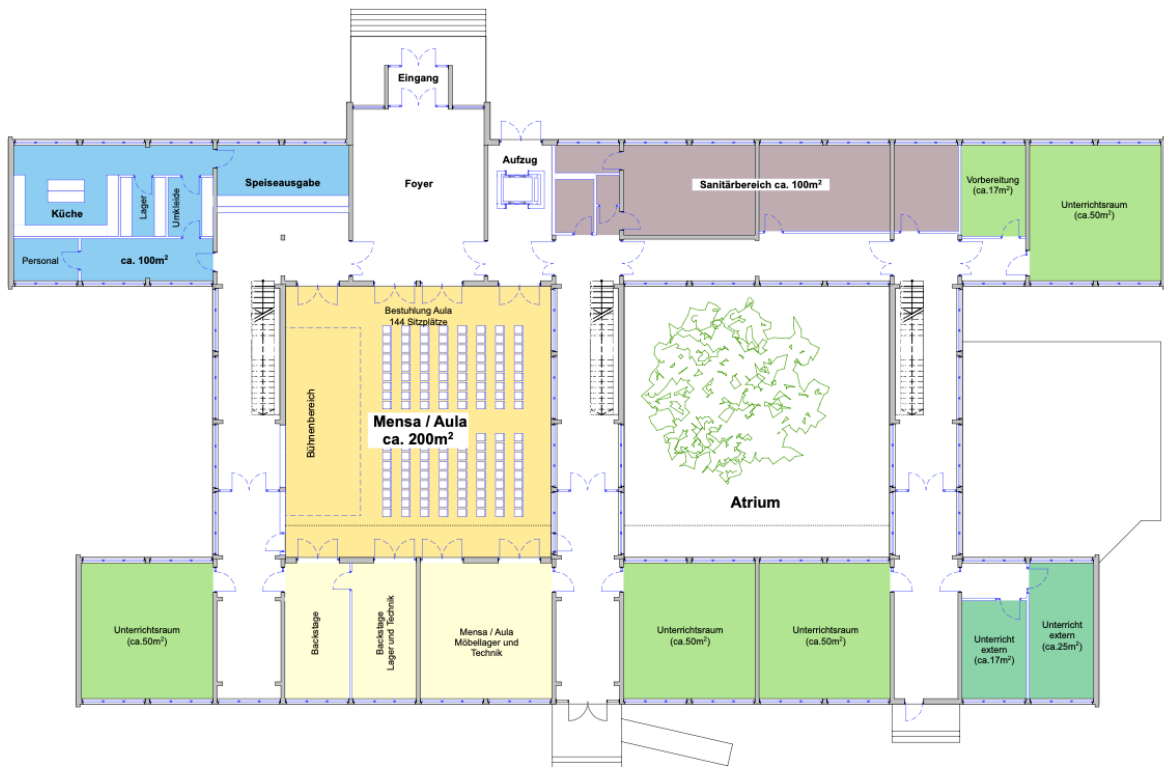 Eingang
Aufzug
Speiseausgabe
Foyer
Sanitärbereich ca. 100m²
Vorbereitung
(ca.17m²)
Unterrichtsraum
(ca.50m²)
Küche
Lager
Umkleide
Personal
ca. 100m²
Bestuhlung Aula
144 Sitzplätze
Bühnenbereich
Mensa / Aula
ca. 200m²
Atrium
Unterrichtsraum
(ca.50m²)
Backstage
Backstage
Lager und Technik
Mensa / Aula
Möbellager und
Technik
Unterrichtsraum
(ca.50m²)
Unterrichtsraum
(ca.50m²)
Unterricht
extern
(ca.17m²)
Unterricht
extern
(ca.25m²)